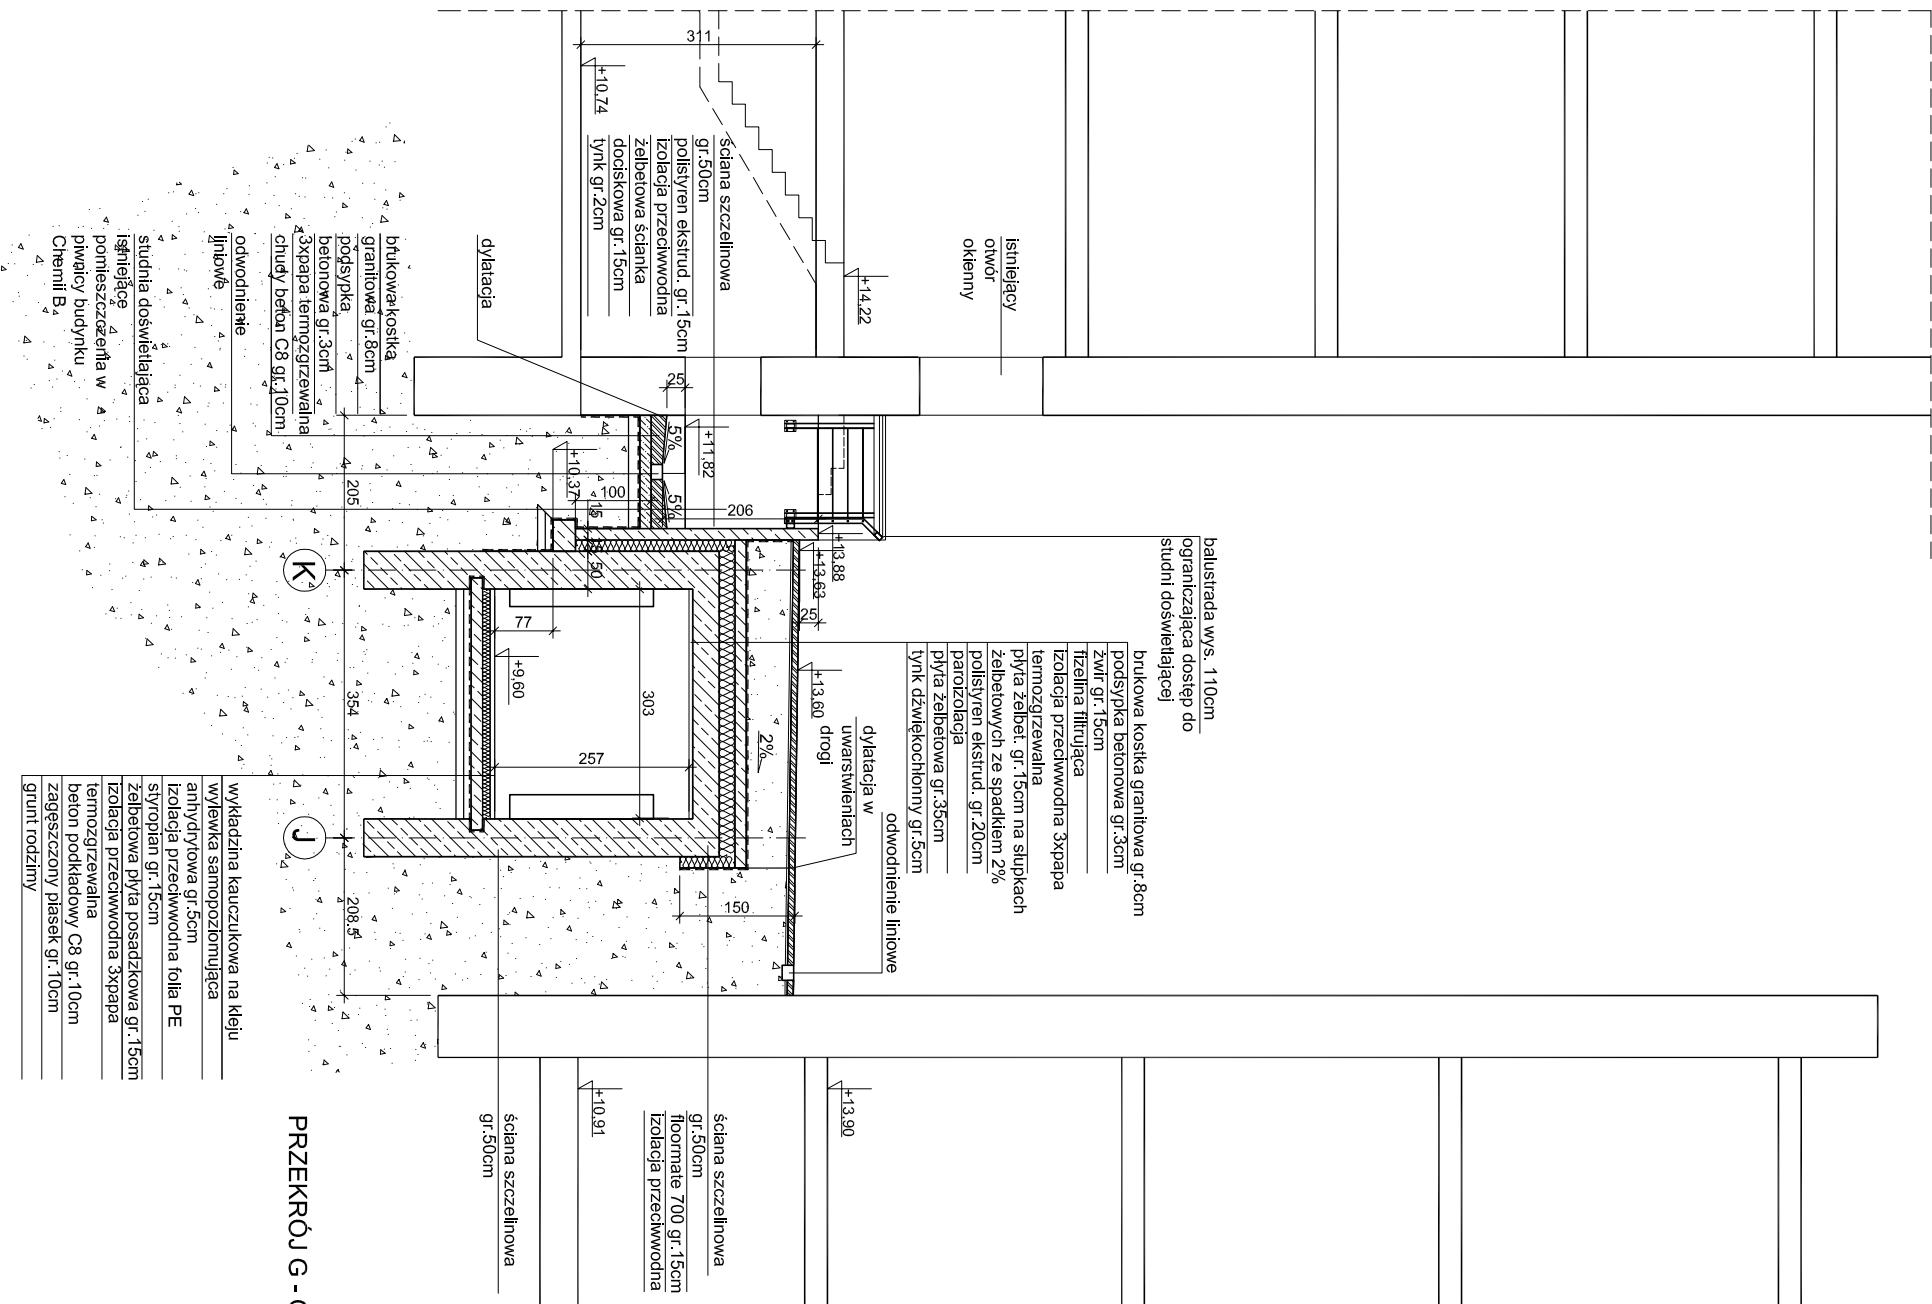 311
+10,74
ściana szczelinowa
gr.50cm
polistyren ekstrud. gr.15cm
izolacja przeciwwodna
żelbetowa ścianka
dociskowa gr.15cm
tynk gr.2cm
+14,22
istniejący
otwór
okienny
dylatacja
brukowa kostka
granitowa gr.8cm
podsypka
betonowa gr.3cm
3xpapa termozgrzewalna
chudy beton C8 gr.10cm
odwodnienie
liniowe
studnia doświetlająca
istniejące
pomieszczenia w
piwnicy budynku
Chemii B
25
5%
+11,82
5%
+10,37
100
15
206
15
50
205
K
77
+9,60
303
257
354
J
208.5
+13,88
+13,63
25
+13,60
2%
150
balustrada wys. 110cm
ograniczająca dostęp do
studni doświetlającej
brukowa kostka granitowa gr.8cm
podsypka betonowa gr.3cm
żwir gr.15cm
fizelina filtrująca
izolacja przeciwwodna 3xpapa
termozgrzewalna
płyta żelbet. gr.15cm na słupkach
żelbetowych ze spadkiem 2%
polistyren ekstrud. gr.20cm
paroizolacja
płyta żelbetowa gr.35cm
tynk dźwiękochłonny gr.5cm
dylatacja w
uwarstwieniach
drogi
odwodnienie liniowe
wykładzina kauczukowa na kleju
wylewka samopoziomująca
anhydrytowa gr.5cm
izolacja przeciwwodna folia PE
styropian gr.15cm
żelbetowa płyta posadzkowa gr.15cm
izolacja przeciwwodna 3xpapa
termozgrzewalna
beton podkładowy C8 gr.10cm
zagęszczony piasek gr.10cm
grunt rodzimy
+13,90
+10,91
ściana szczelinowa
gr.50cm
floormate 700 gr.15cm
izolacja przeciwwodna
ściana szczelinowa
gr.50cm
PRZEKRÓJ G -